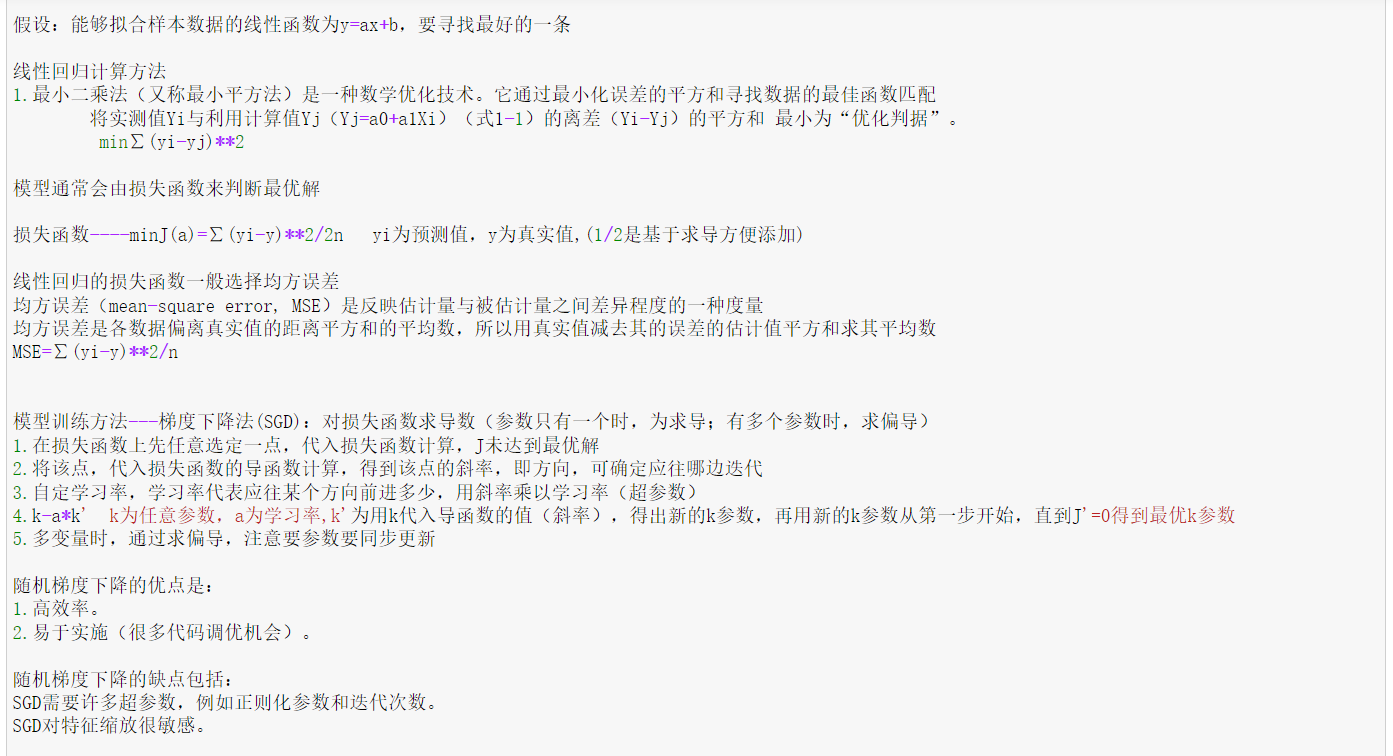 假设：能够拟合样本数据的线性函数为y=ax+b，要寻找最好的一条
线性回归计算方法
1.最小二乘法（又称最小平方法）是一种数学优化技术。它通过最小化误差的平方和寻找数据的最佳函数匹配
将实测值Yi与利用计算值Yj（Yj=a0+a1Xi）（式1-1）的离差（Yi-Yj）的平方和 最小为“优化判据”。
min∑(yi-yj)**2
模型通常会由损失函数来判断最优解
损失函数----minJ(a)=∑(yi-y)**2/2n   yi为预测值，y为真实值,(1/2是基于求导方便添加)
线性回归的损失函数一般选择均方误差
均方误差（mean-square error, MSE）是反映估计量与被估计量之间差异程度的一种度量
均方误差是各数据偏离真实值的距离平方和的平均数，所以用真实值减去其的误差的估计值平方和求其平均数
MSE=∑(yi-y)**2/n
模型训练方法---梯度下降法(SGD)：对损失函数求导数（参数只有一个时，为求导；有多个参数时，求偏导）
1.在损失函数上先任意选定一点，代入损失函数计算，J未达到最优解
2.将该点，代入损失函数的导函数计算，得到该点的斜率，即方向，可确定应往哪边迭代
3.自定学习率，学习率代表应往某个方向前进多少，用斜率乘以学习率（超参数）
4.k-a*k'  k为任意参数，a为学习率,k'为用k代入导函数的值（斜率），得出新的k参数，再用新的k参数从第一步开始，直到J'=0得到最优k参数
5.多变量时，通过求偏导，注意要参数要同步更新
随机梯度下降的优点是：
1.高效率。
2.易于实施（很多代码调优机会）。
随机梯度下降的缺点包括：
SGD需要许多超参数，例如正则化参数和迭代次数。
SGD对特征缩放很敏感。